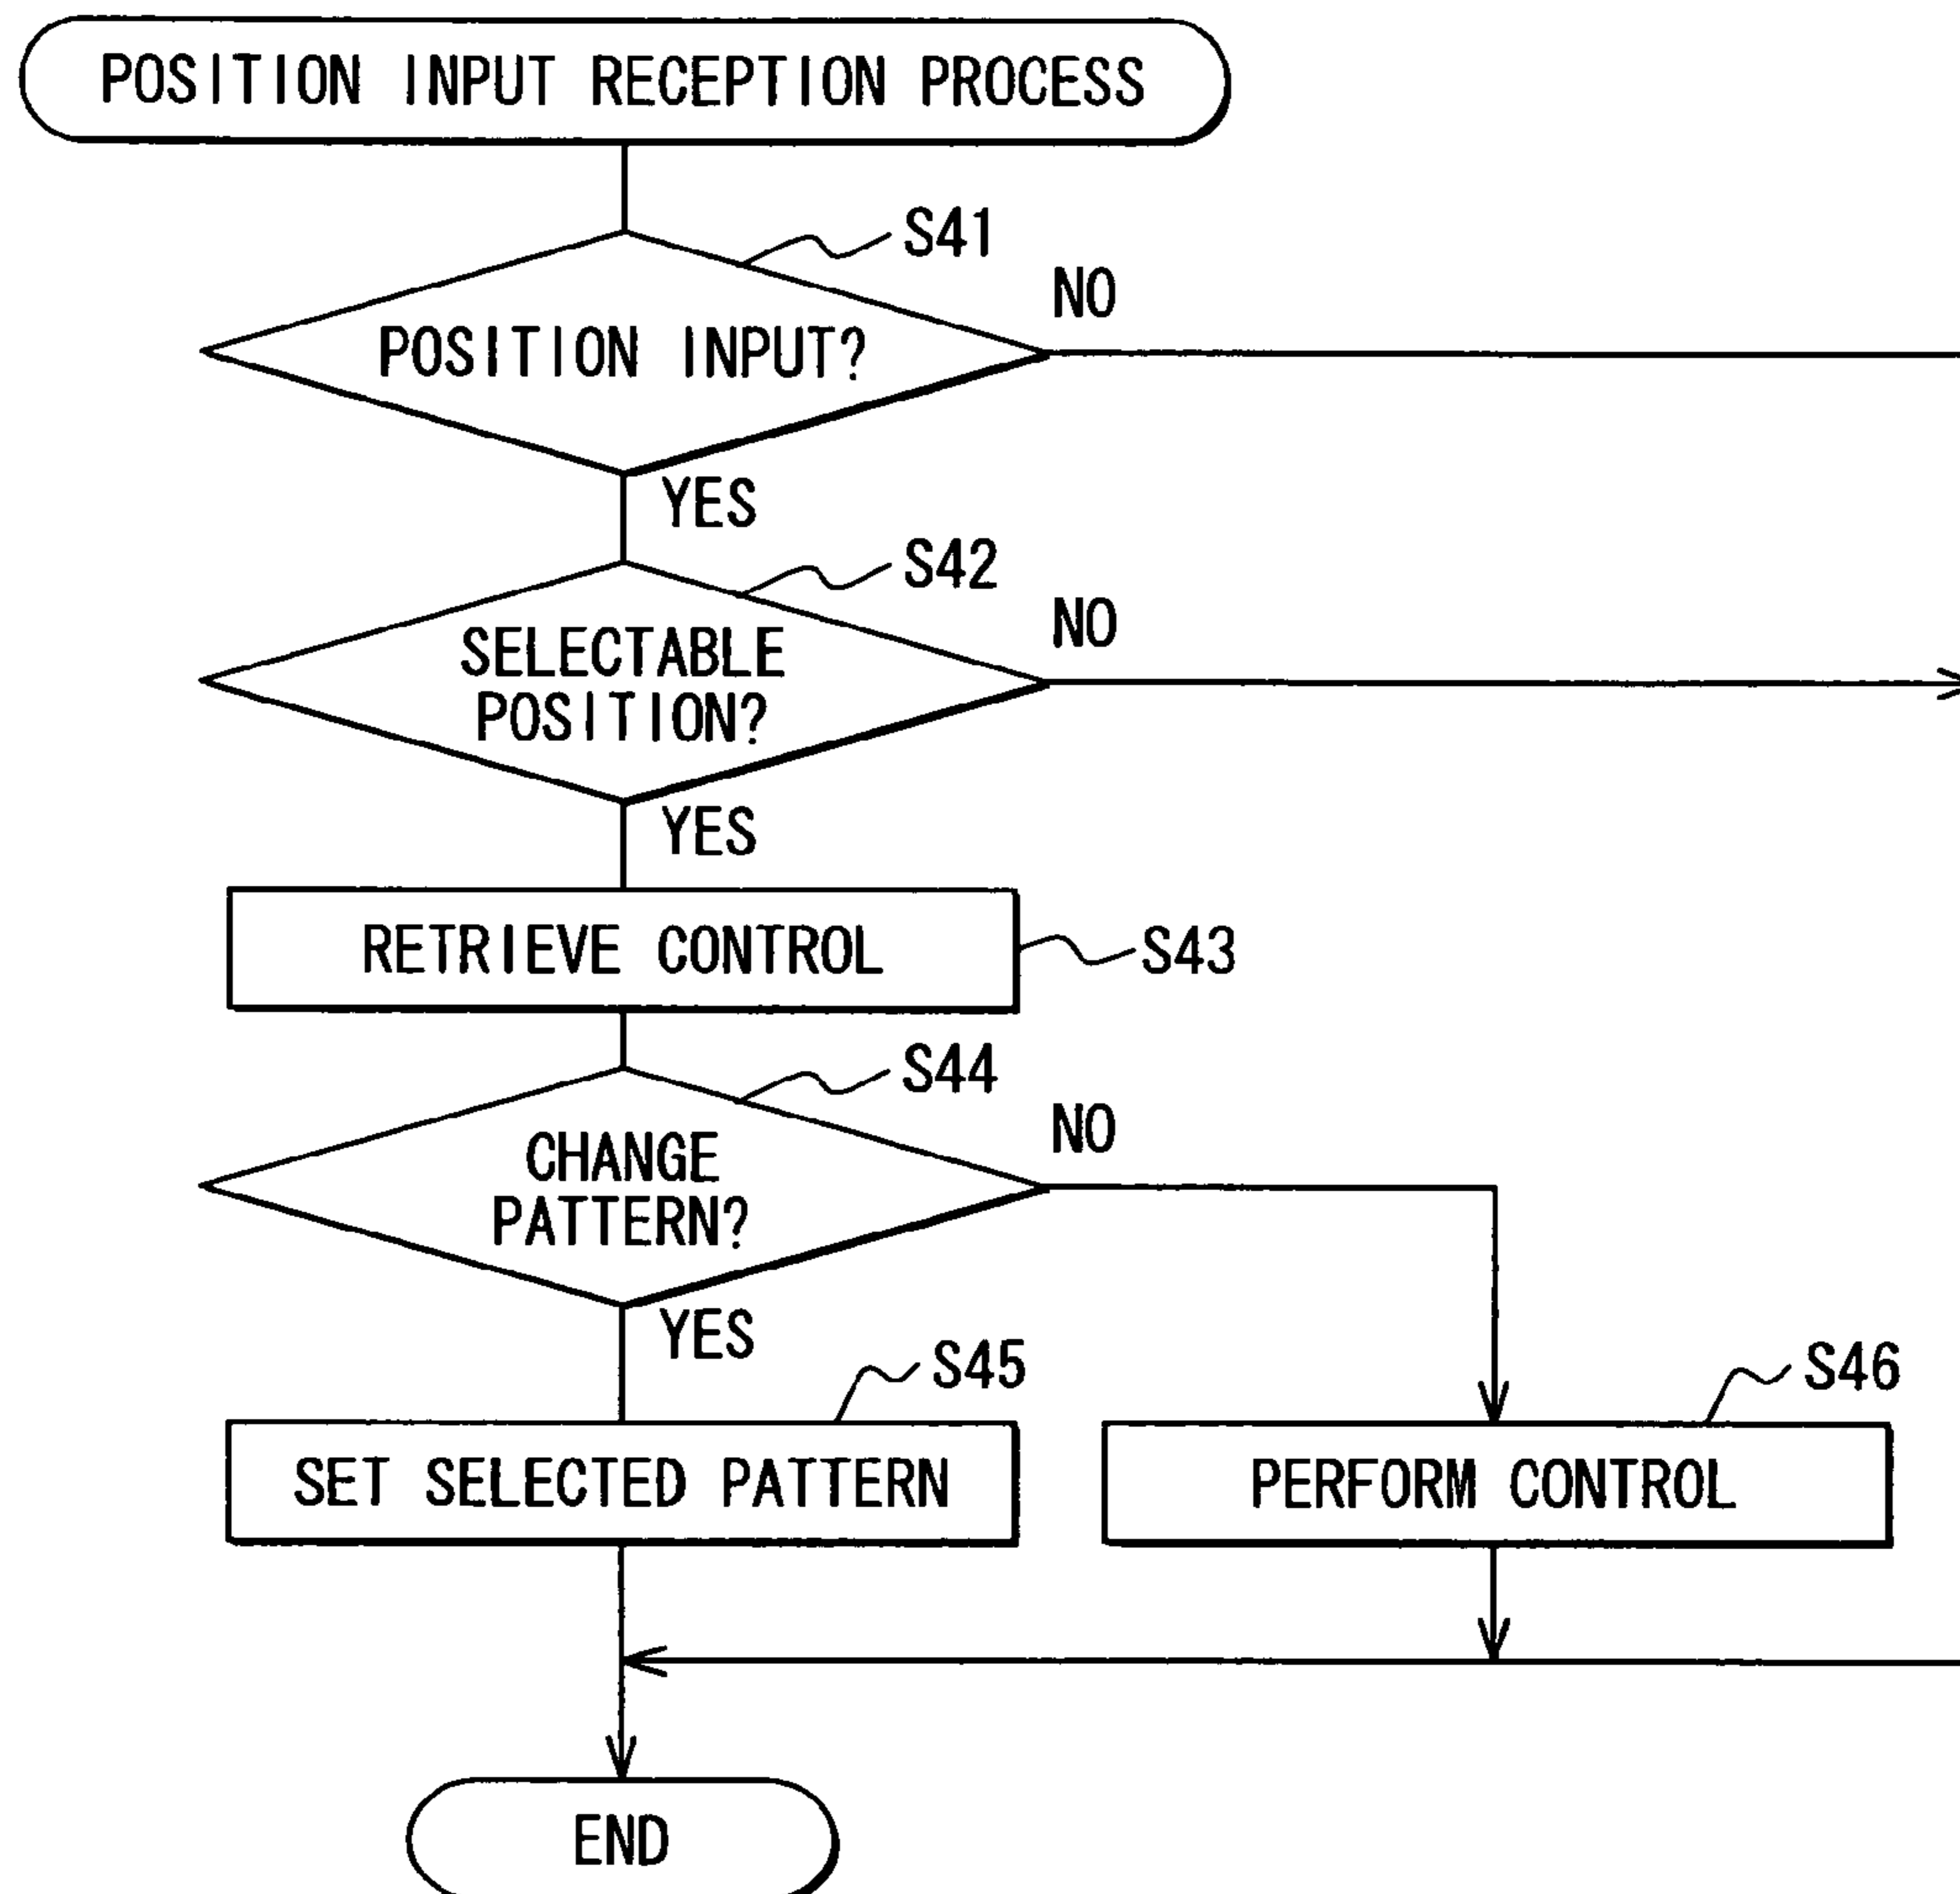 POSITION INPUT RECEPTION PROCESS
S41
NO
POSITION INPUT?
YES
S42
NO
SELECTABLE
POSITION?
YES
RETRIEVE CONTROL
S43
S44
NO
CHANGE
PATTERN?
YES
S45
S46
SET SELECTED PATTERN
PERFORM CONTROL
END